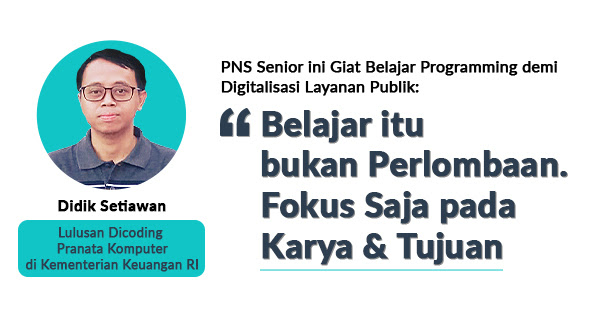 PNS Senior ini Giat Belajar Programming demi
Digitalisasi Layanan Publik:
“Belajar itu
bukan Perlombaan.
Fokus Saja pada
Karya & Tujuan
Didik Setiawan
Lulusan Dicoding
Pranata Komputer
di Kementerian Keuangan RI